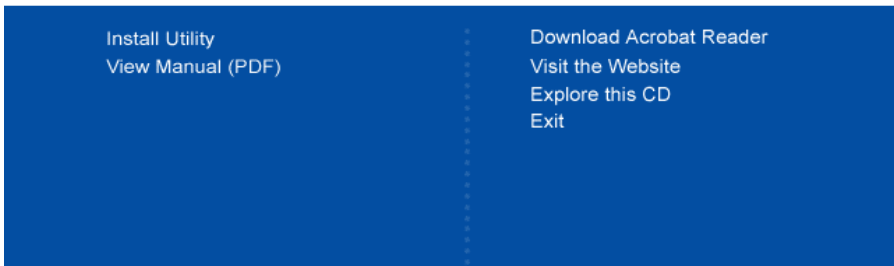 Install Utility
View Manual (PDF)
Download Acrobat Reader
Visit the Website
Explore this CD
Exit